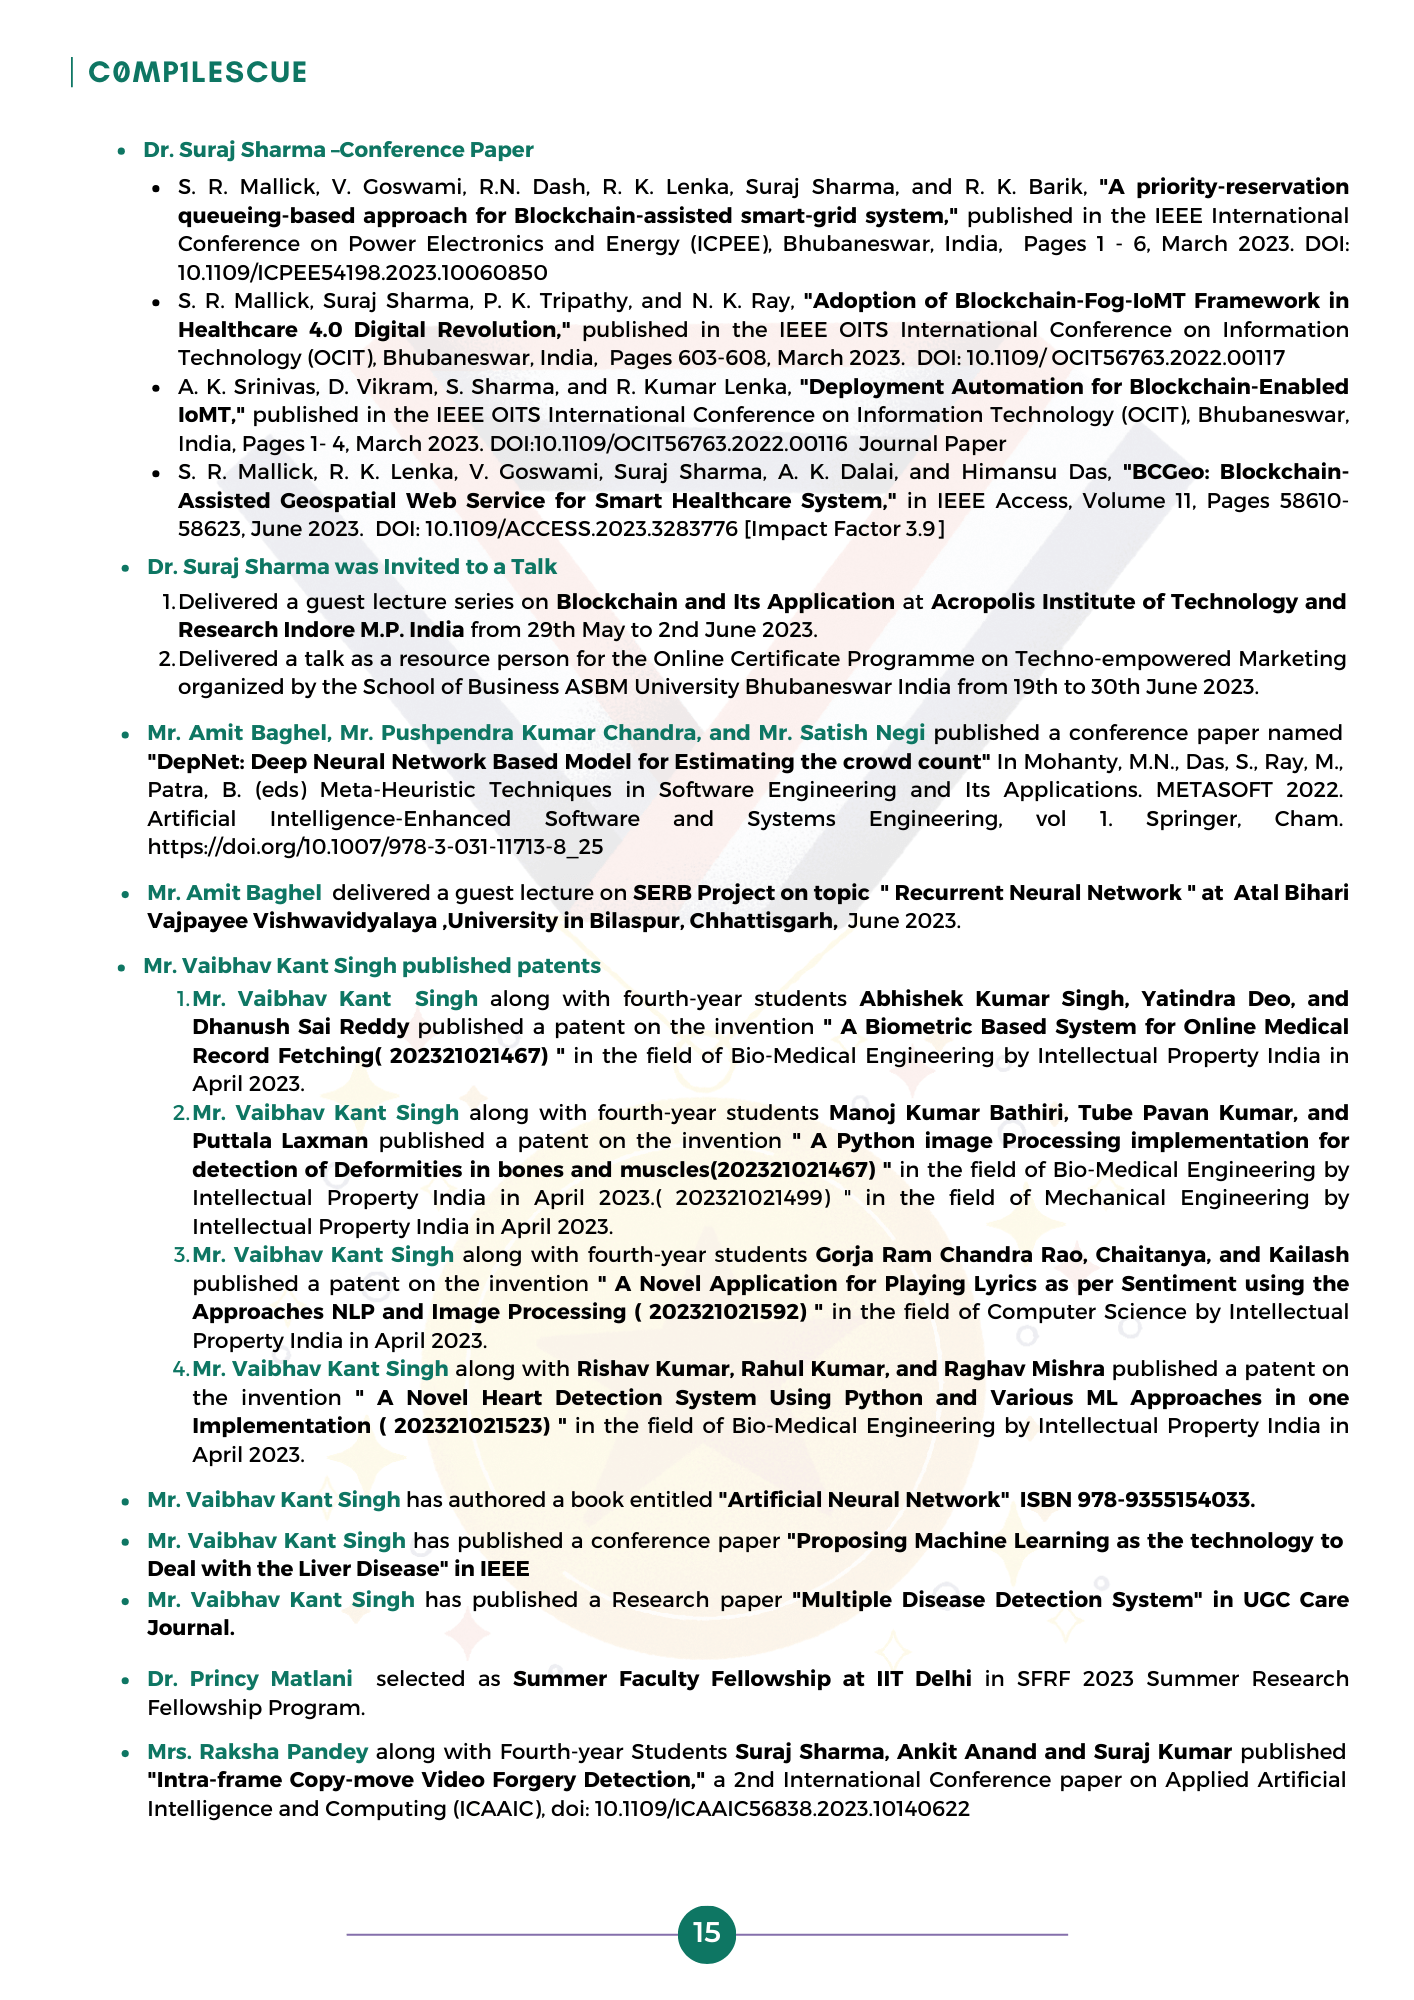 C0MP1LESCUE
• Dr. Suraj Sharma –Conference Paper
• S. R. Mallick, V. Goswami, R.N. Dash, R. K. Lenka, Suraj Sharma, and R. K. Barik, "A priority-reservation
queueing-based approach for Blockchain-assisted smart-grid system," published in the IEEE International
Conference on Power Electronics and Energy (ICPEE), Bhubaneswar, India, Pages 1 - 6, March 2023. DOI:
10.1109/ICPEE54198.2023.10060850
• S. R. Mallick, Suraj Sharma, P. K. Tripathy, and N. K. Ray, "Adoption of Blockchain-Fog-IoMT Framework in
Healthcare 4.0 Digital Revolution," published in the IEEE OITS International Conference on Information
Technology (OCIT), Bhubaneswar, India, Pages 603-608, March 2023. DOI: 10.1109/ OCIT56763.2022.00117
• A. K. Srinivas, D. Vikram, S. Sharma, and R. Kumar Lenka, "Deployment Automation for Blockchain-Enabled
IoMT," published in the IEEE OITS International Conference on Information Technology (OCIT), Bhubaneswar,
India, Pages 1- 4, March 2023. DOI:10.1109/OCIT56763.2022.00116 Journal Paper
• S. R. Mallick, R. K. Lenka, V. Goswami, Suraj Sharma, A. K. Dalai, and Himansu Das, "BCGeo: Blockchain-
Assisted Geospatial Web Service for Smart Healthcare System," in IEEE Access, Volume 11, Pages 58610-
58623, June 2023. DOI: 10.1109/ACCESS.2023.3283776 [Impact Factor 3.9]
• Dr. Suraj Sharma was Invited to a Talk
1. Delivered a guest lecture series on Blockchain and Its Application at Acropolis Institute of Technology and
Research Indore M.P. India from 29th May to 2nd June 2023.
2. Delivered a talk as a resource person for the Online Certificate Programme on Techno-empowered Marketing
organized by the School of Business ASBM University Bhubaneswar India from 19th to 30th June 2023.
• Mr. Amit Baghel, Mr. Pushpendra Kumar Chandra, and Mr. Satish Negi published a conference paper named
"DepNet: Deep Neural Network Based Model for Estimating the crowd count" In Mohanty, M.N., Das, S., Ray, M.,
Patra, B. (eds) Meta-Heuristic Techniques in Software Engineering and Its Applications. METASOFT 2022.
Artificial Intelligence-Enhanced Software and Systems Engineering, vol 1. Springer, Cham.
https://doi.org/10.1007/978-3-031-11713-8_25
• Mr. Amit Baghel delivered a guest lecture on SERB Project on topic " Recurrent Neural Network " at Atal Bihari
Vajpayee Vishwavidyalaya ,University in Bilaspur, Chhattisgarh, June 2023.
• Mr. Vaibhav Kant Singh published patents
1. Mr. Vaibhav Kant Singh along with fourth-year students Abhishek Kumar Singh, Yatindra Deo, and
Dhanush Sai Reddy published a patent on the invention " A Biometric Based System for Online Medical
Record Fetching( 202321021467) " in the field of Bio-Medical Engineering by Intellectual Property India in
April 2023.
2. Mr. Vaibhav Kant Singh along with fourth-year students Manoj Kumar Bathiri, Tube Pavan Kumar, and
Puttala Laxman published a patent on the invention " A Python image Processing implementation for
detection of Deformities in bones and muscles(202321021467) " in the field of Bio-Medical Engineering by
Intellectual Property India in April 2023.( 202321021499) " in the field of Mechanical Engineering by
Intellectual Property India in April 2023.
3. Mr. Vaibhav Kant Singh along with fourth-year students Gorja Ram Chandra Rao, Chaitanya, and Kailash
published a patent on the invention " A Novel Application for Playing Lyrics as per Sentiment using the
Approaches NLP and Image Processing ( 202321021592) " in the field of Computer Science by Intellectual
Property India in April 2023.
4. Mr. Vaibhav Kant Singh along with Rishav Kumar, Rahul Kumar, and Raghav Mishra published a patent on
the invention " A Novel Heart Detection System Using Python and Various ML Approaches in one
Implementation ( 202321021523) " in the field of Bio-Medical Engineering by Intellectual Property India in
April 2023.
• Mr. Vaibhav Kant Singh has authored a book entitled "Artificial Neural Network" ISBN 978-9355154033.
• Mr. Vaibhav Kant Singh has published a conference paper "Proposing Machine Learning as the technology to
Deal with the Liver Disease" in IEEE
• Mr. Vaibhav Kant Singh has published a Research paper "Multiple Disease Detection System" in UGC Care
Journal.
• Dr. Princy Matlani selected as Summer Faculty Fellowship at IIT Delhi in SFRF 2023 Summer Research
Fellowship Program.
• Mrs. Raksha Pandey along with Fourth-year Students Suraj Sharma, Ankit Anand and Suraj Kumar published
"Intra-frame Copy-move Video Forgery Detection," a 2nd International Conference paper on Applied Artificial
Intelligence and Computing (ICAAIC), doi: 10.1109/ICAAIC56838.2023.10140622
15